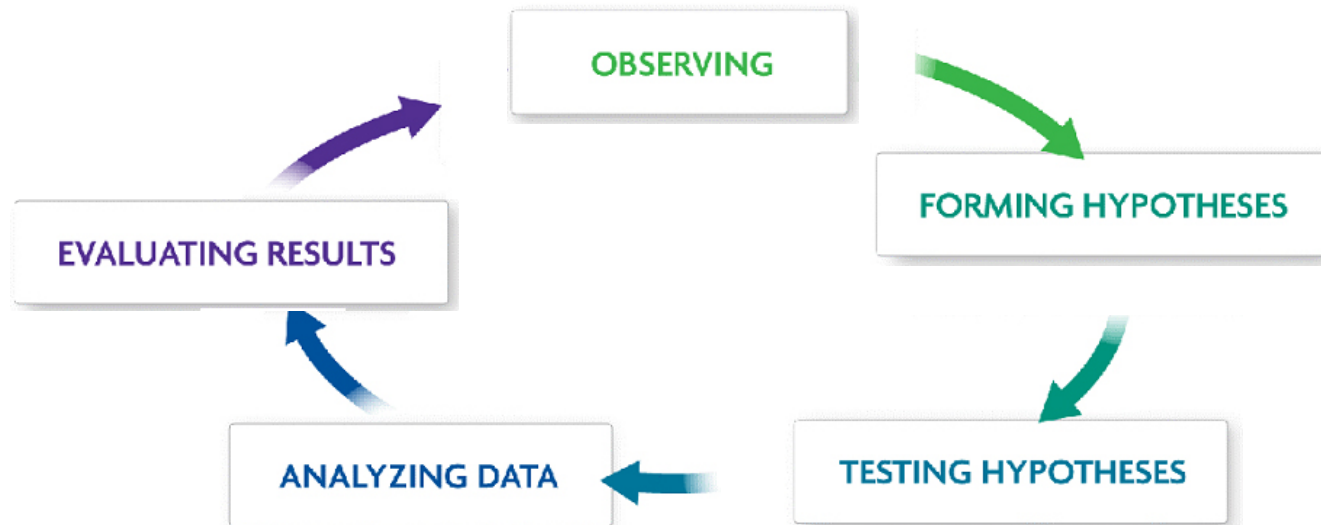 OBSERVING
FORMING HYPOTHESES
TESTING HYPOTHESES
ANALYZING DATA
EVALUATING RESULTS